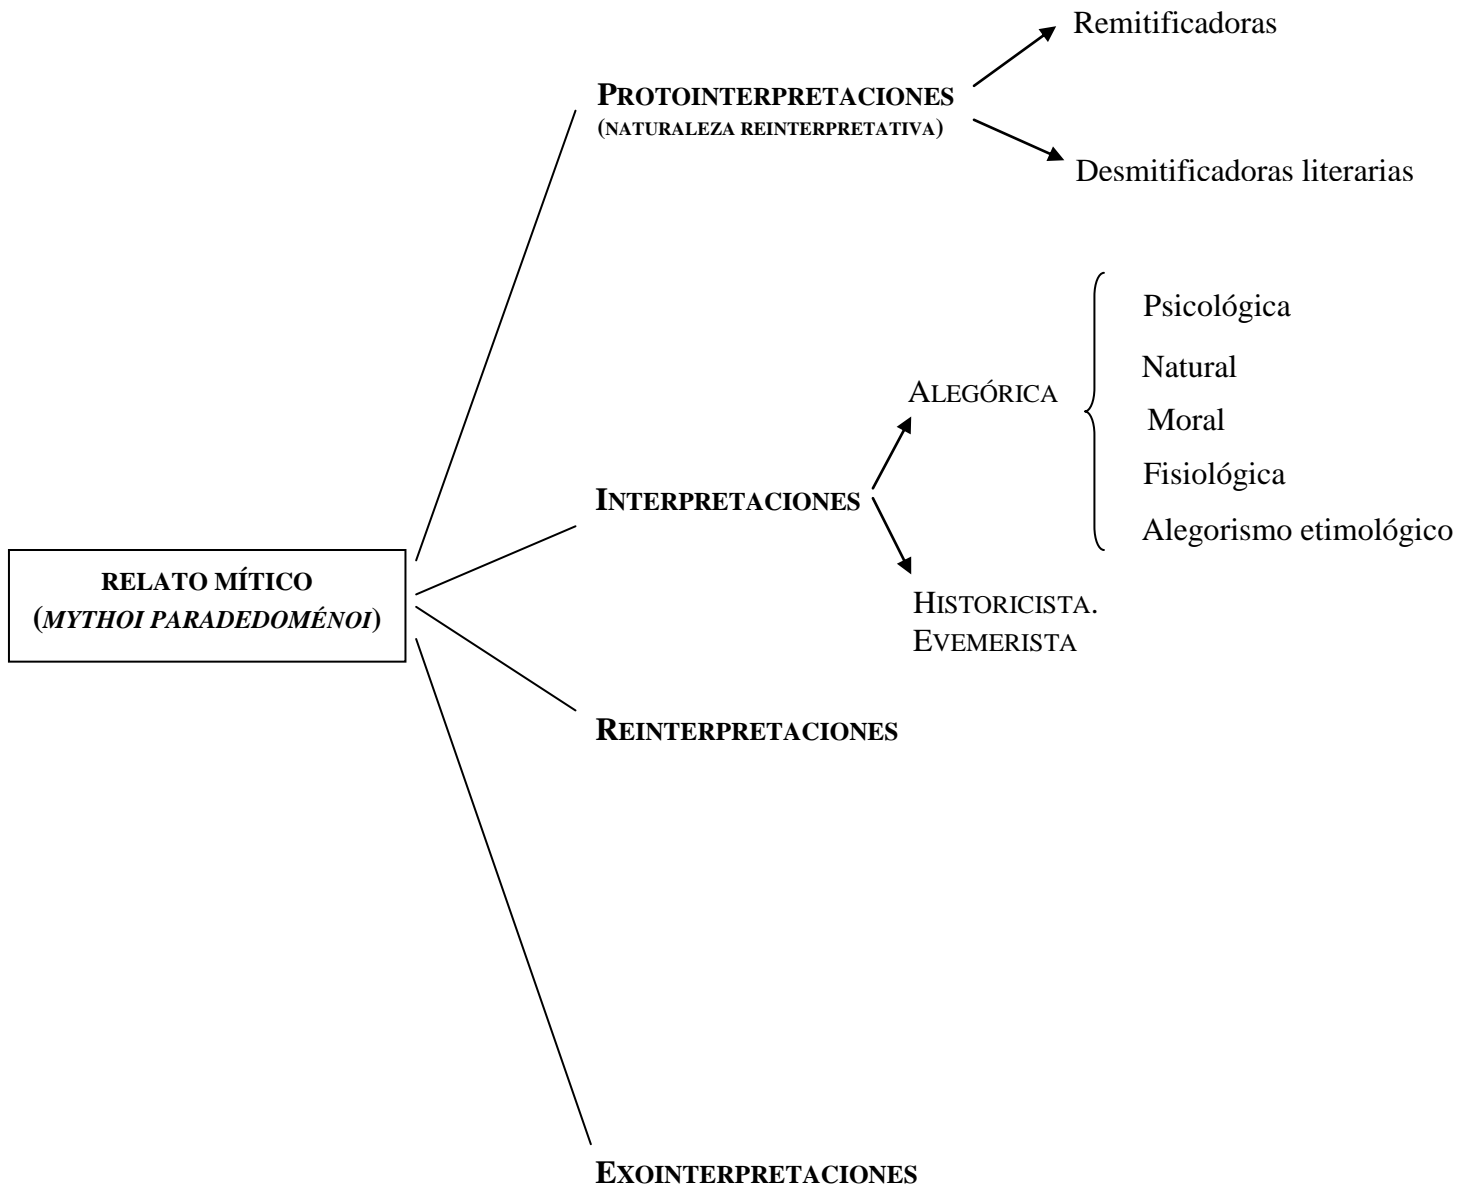 Remitificadoras
PROTOINTERPRETACIONES
(NATURALEZA REINTERPRETATIVA)
Desmitificadoras literarias
Psicológica
Natural
ALEGÓRICA
Moral
Fisiológica
INTERPRETACIONES
Alegorismo etimológico
RELATO MÍTICO
(MYTHOI PARADEDOMÉNOI)
HISTORICISTA.
EVEMERISTA
REINTERPRETACIONES
EXOINTERPRETACIONES